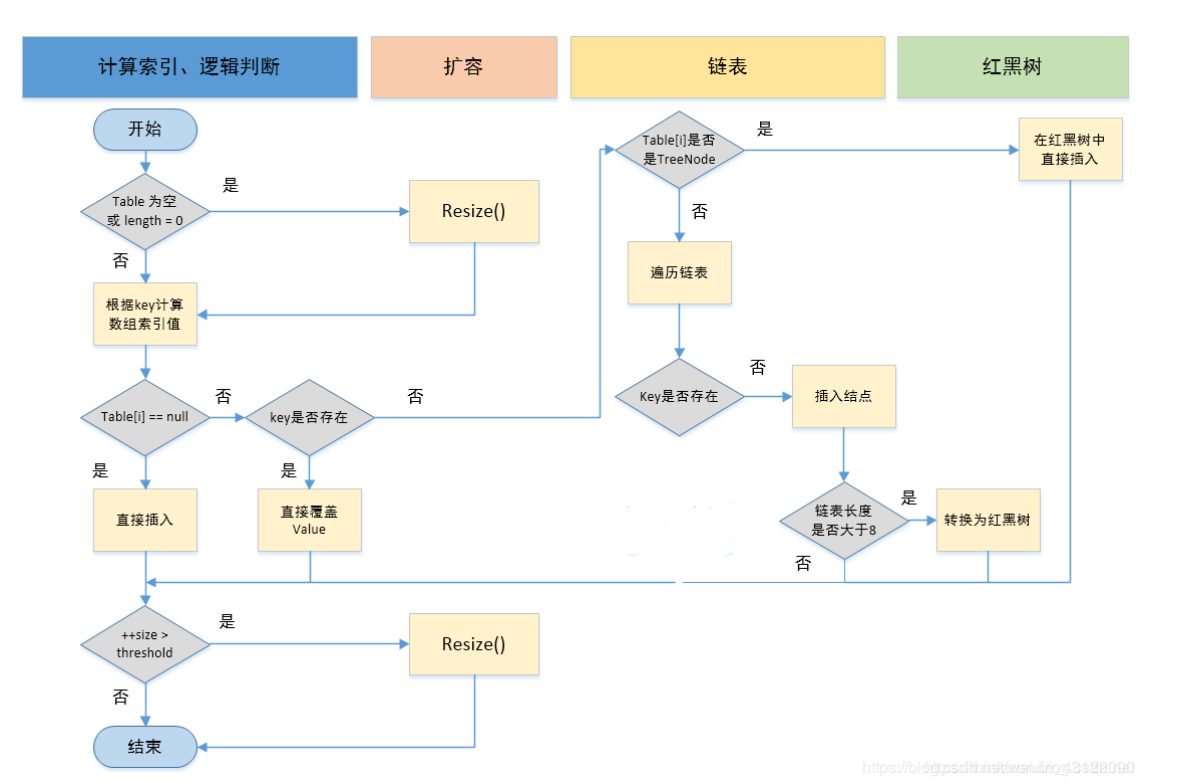 计算索引、逻辑判断
扩容
链表
红黑树
开始
Table 为空
或 length = 0
是
Resize()
否
根据key计算
数组索引值
Table[i] == null
否
key是否存在
否
是
直接插入
是
直接覆盖
Value
Table[i]是否
是TreeNode
是
在红黑树中
直接插入
否
遍历链表
Key是否存在
否
插入结点
链表长度
是否大于8
是
转换为红黑树
否
++size >
threshold
是
Resize()
否
结束